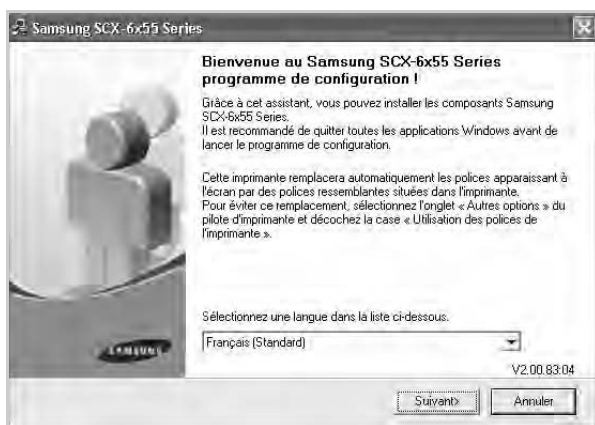 Samsung SCX-6x55 Series
Bienvenue au Samsung SCX-6x55 Series
programme de configuration !
Grâce à cet assistant, vous pouvez installer les composants Samsung
SCX-6x55 Series.
Il est recommandé de quitter toutes les applications Windows avant de
lancer le programme de configuration.
Cette imprimante remplacera automatiquement les polices apparaissant à
l'écran par des polices ressemblantes situées dans l'imprimante.
Pour éviter ce remplacement, sélectionnez l'onglet « Autres options » du
pilote d'imprimante et décochez la case « Utilisation des polices de
l'imprimante ».
Sélectionnez une langue dans la liste ci-dessous.
Français (Standard)
SAMSUNG
V2.00.83:04
Suivant>
Annuler